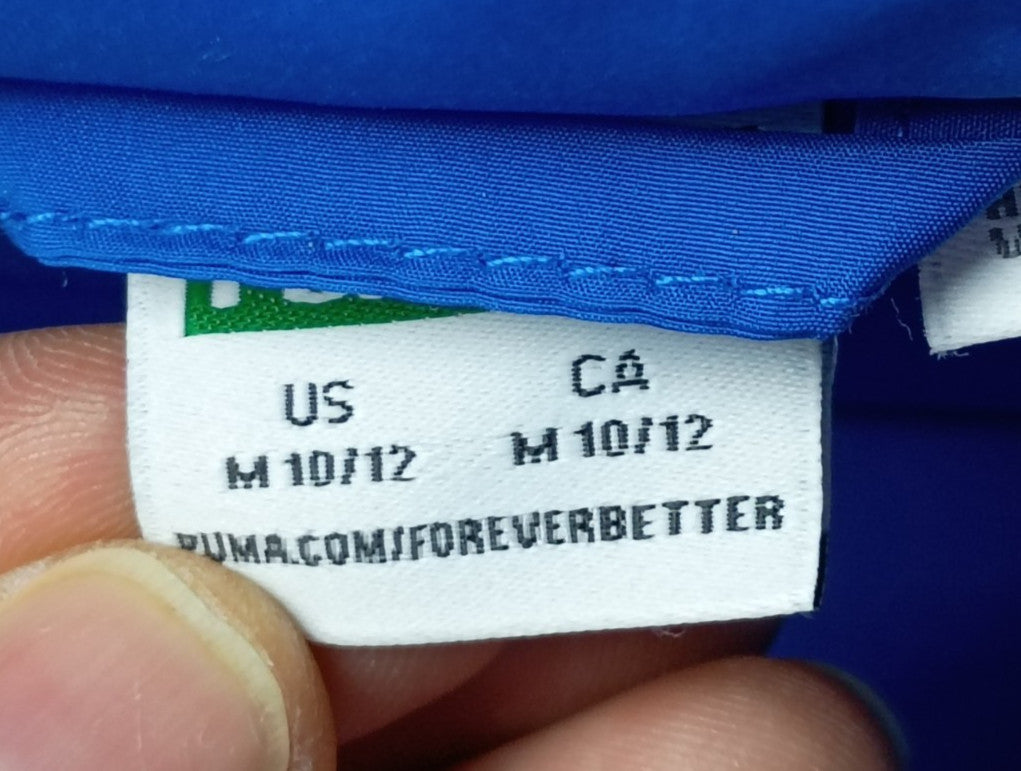 US CA
M 10/12 M 10/12
PUMA.COM/FOREVERBETTER